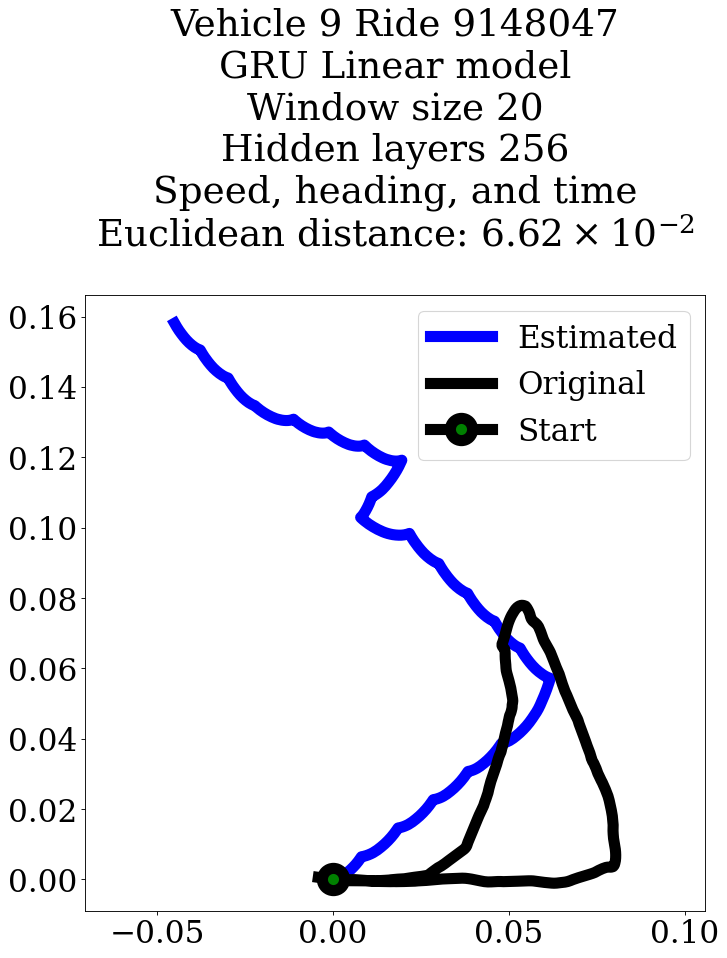 Vehicle 9 Ride 9148047
GRU Linear model
Window size 20
Hidden layers 256
Speed, heading, and time
Euclidean distance: 6.62 × 10⁻²
Estimated
Original
Start
0.16
0.14
0.12
0.10
0.08
0.06
0.04
0.02
0.00
−0.05 0.00 0.05 0.10